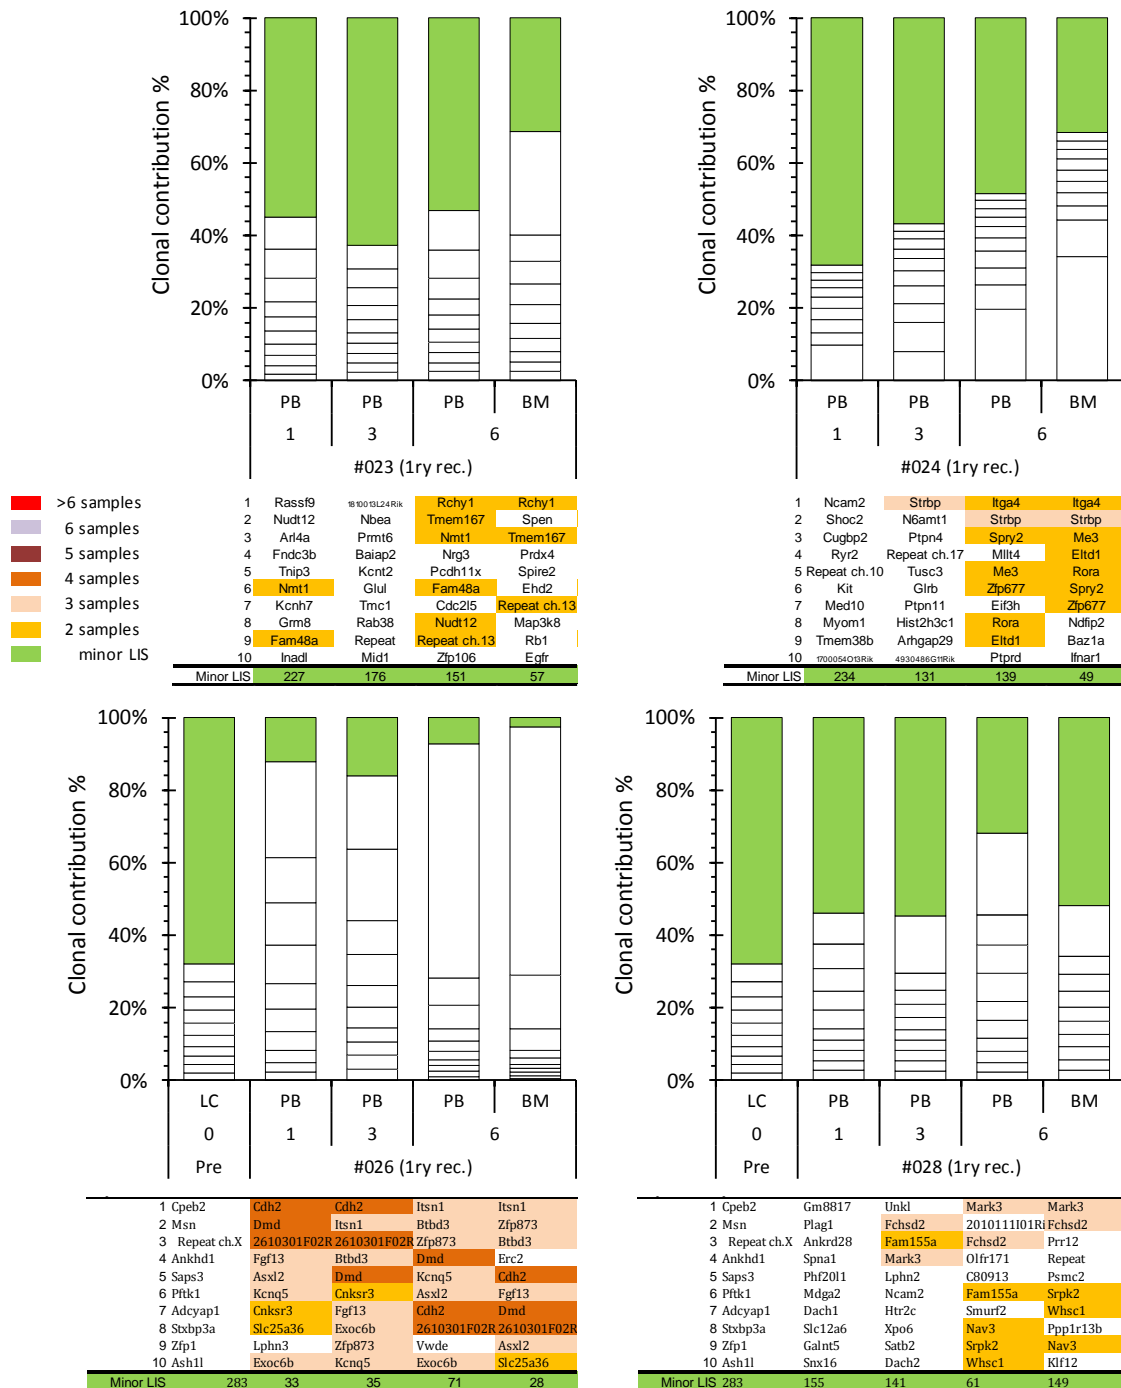 100%
80%
60%
40%
20%
0%
Clonal contribution %
PB PB PB BM
1 3 6
#023 (1ry rec.)
100%
80%
60%
40%
20%
0%
Clonal contribution %
PB PB PB BM
1 3 6
#024 (1ry rec.)
>6 samples
6 samples
5 samples
4 samples
3 samples
2 samples
minor LIS
1 Rassf9 1810013L24Rik Rchy1 Rchy1
2 Nudt12 Nbea Tmem167 Spen
3 Arl4a Prmt6 Nmt1 Tmem167
4 Fndc3b Baiap2 Nrg3 Prdx4
5 Tnip3 Kcnt2 Pcdh11x Spire2
6 Nmt1 Glul Fam48a Ehd2
7 Kcnh7 Tmc1 Cdc2l5 Repeat ch.13
8 Grm8 Rab38 Nudt12 Map3k8
9 Fam48a Repeat Repeat ch.13 Rb1
10 Inadl Mid1 Zfp106 Egfr
Minor LIS 227 176 151 57
1 Ncam2 Strbp Itga4 Itga4
2 Shoc2 N6amt1 Strbp Strbp
3 Cugbp2 Ptpn4 Spry2 Me3
4 Ryr2 Repeat ch.17 Mllt4 Eltd1
5 Repeat ch.10 Tusc3 Me3 Rora
6 Kit Glrb Zfp677 Spry2
7 Med10 Ptpn11 Eif3h Zfp677
8 Myom1 Hist2h3c1 Rora Ndfip2
9 Tmem38b Arhgap29 Eltd1 Baz1a
10 1700054O13Rik 4930486G11Rik Ptprd Ifnar1
Minor LIS 234 131 139 49
100%
80%
60%
40%
20%
0%
Clonal contribution %
LC PB PB PB BM
0 1 3 6
Pre #026 (1ry rec.)
100%
80%
60%
40%
20%
0%
Clonal contribution %
LC PB PB PB BM
0 1 3 6
Pre #028 (1ry rec.)
1 Cpeb2 Cdh2 Cdh2 Itsn1 Itsn1
2 Msn Dmd Itsn1 Btbd3 Zfp873
3 Repeat ch.X 2610301F02R 2610301F02R Zfp873 Btbd3
4 Ankhd1 Fgf13 Btbd3 Dmd Erc2
5 Saps3 Asxl2 Dmd Kcnq5 Cdh2
6 Pftk1 Kcnq5 Cnksr3 Asxl2 Fgf13
7 Adcyap1 Cnksr3 Fgf13 Cdh2 Dmd
8 Stxbp3a Slc25a36 Exoc6b 2610301F02R 2610301F02R
9 Zfp1 Lphn3 Zfp873 Vwde Asxl2
10 Ash1l Exoc6b Kcnq5 Exoc6b Slc25a36
Minor LIS 283 33 35 71 28
1 Cpeb2 Gm8817 Unkl Mark3 Mark3
2 Msn Plag1 Fchsd2 2010111I01Ri Fchsd2
3 Repeat ch.X Ankrd28 Fam155a Fchsd2 Prr12
4 Ankhd1 Spna1 Mark3 Olfr171 Repeat
5 Saps3 Phf20l1 Lphn2 C80913 Psmc2
6 Pftk1 Mdga2 Ncam2 Fam155a Srpk2
7 Adcyap1 Dach1 Htr2c Smurf2 Whsc1
8 Stxbp3a Slc12a6 Xpo6 Nav3 Ppp1r13b
9 Zfp1 Galnt5 Satb2 Srpk2 Nav3
10 Ash1l Snx16 Dach2 Whsc1 Klf12
Minor LIS 283 155 141 61 149